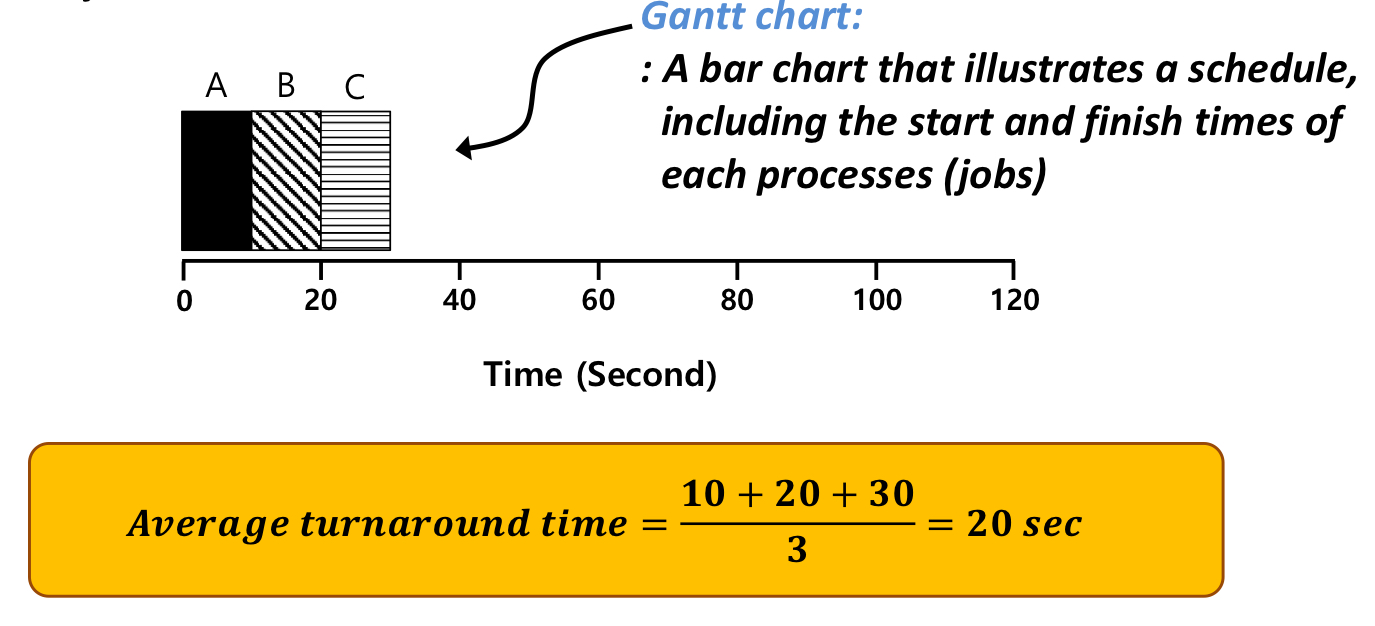 Gantt chart:
: A bar chart that illustrates a schedule,
including the start and finish times of
each processes (jobs)
A B C
0 20 40 60 80 100 120
Time (Second)
Average turnaround time = 10 + 20 + 30 / 3 = 20 sec